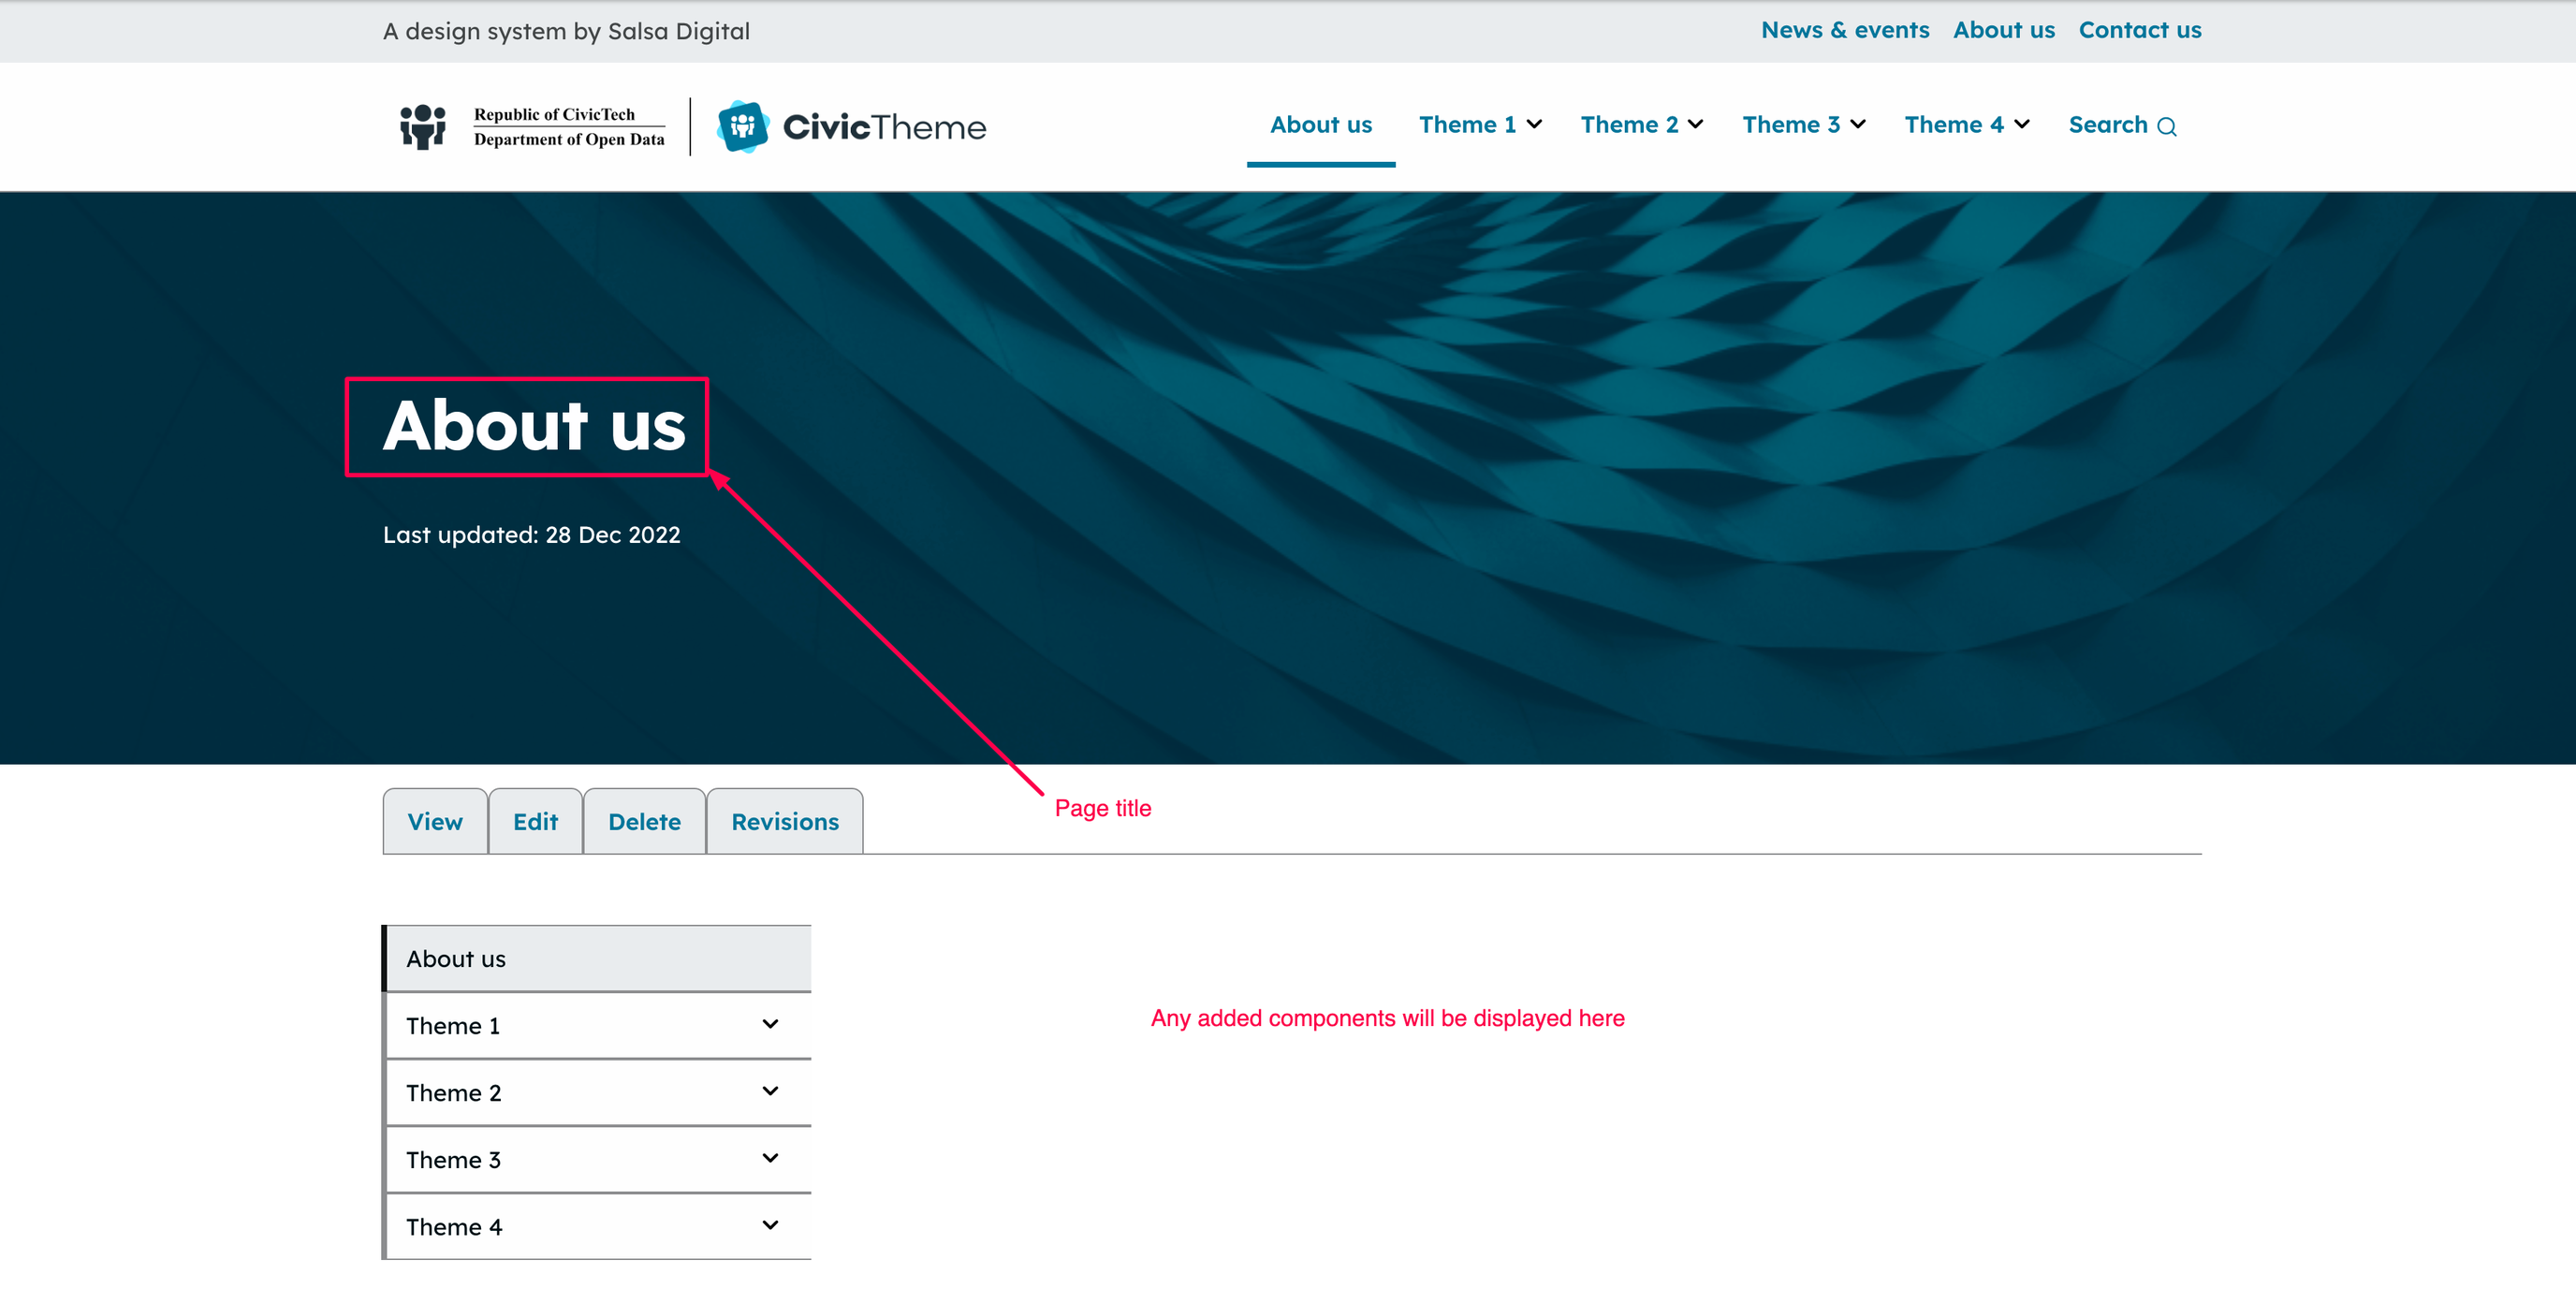 A design system by Salsa Digital
News & events About us Contact us
Republic of CivicTech
Department of Open Data
CivicTheme
About us Theme 1 Theme 2 Theme 3 Theme 4 Search
About us
Last updated: 28 Dec 2022
Page title
View Edit Delete Revisions
About us
Any added components will be displayed here
Theme 1
Theme 2
Theme 3
Theme 4